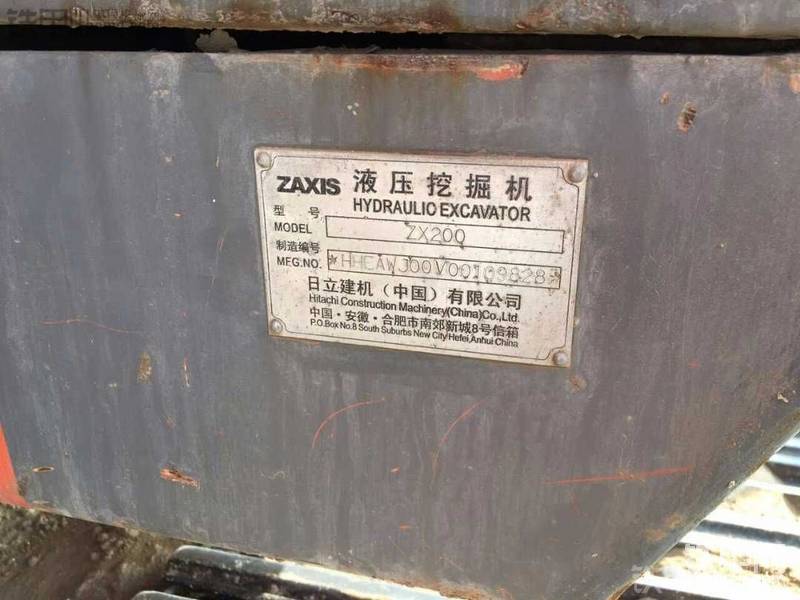 ZAXIS 液压挖掘机
HYDRAULIC EXCAVATOR
型 号
MODEL ZX200
制造编号
MFG.NO. *HHEAWJ00V00109828*
日立建机（中国）有限公司
Hitachi Construction Machinery(China)Co.,Ltd.
中国·安徽·合肥市南郊新城8号信箱
P.O.Box No.8 South Suburbs New City Hefei,Anhui China